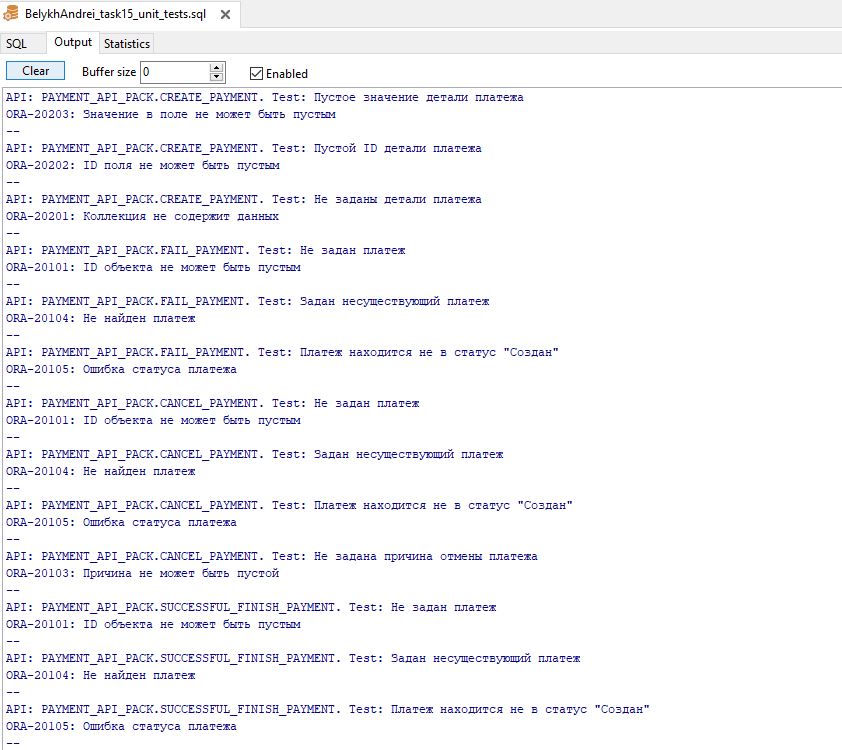 BelykhAndrei_task15_unit_tests.sql
SQL Output Statistics
Clear Buffer size 0 Enabled
API: PAYMENT_API_PACK.CREATE_PAYMENT. Test: Пустое значение детали платежа
ORA-20203: Значение в поле не может быть пустым
--
API: PAYMENT_API_PACK.CREATE_PAYMENT. Test: Пустой ID детали платежа
ORA-20202: ID поля не может быть пустым
--
API: PAYMENT_API_PACK.CREATE_PAYMENT. Test: Не заданы детали платежа
ORA-20201: Коллекция не содержит данных
--
API: PAYMENT_API_PACK.FAIL_PAYMENT. Test: Не задан платеж
ORA-20101: ID объекта не может быть пустым
--
API: PAYMENT_API_PACK.FAIL_PAYMENT. Test: Задан несуществующий платеж
ORA-20104: Не найден платеж
--
API: PAYMENT_API_PACK.FAIL_PAYMENT. Test: Платеж находится не в статус "Создан"
ORA-20105: Ошибка статуса платежа
--
API: PAYMENT_API_PACK.CANCEL_PAYMENT. Test: Не задан платеж
ORA-20101: ID объекта не может быть пустым
--
API: PAYMENT_API_PACK.CANCEL_PAYMENT. Test: Задан несуществующий платеж
ORA-20104: Не найден платеж
--
API: PAYMENT_API_PACK.CANCEL_PAYMENT. Test: Платеж находится не в статус "Создан"
ORA-20105: Ошибка статуса платежа
--
API: PAYMENT_API_PACK.CANCEL_PAYMENT. Test: Не задана причина отмены платежа
ORA-20103: Причина не может быть пустой
--
API: PAYMENT_API_PACK.SUCCESSFUL_FINISH_PAYMENT. Test: Не задан платеж
ORA-20101: ID объекта не может быть пустым
--
API: PAYMENT_API_PACK.SUCCESSFUL_FINISH_PAYMENT. Test: Задан несуществующий платеж
ORA-20104: Не найден платеж
--
API: PAYMENT_API_PACK.SUCCESSFUL_FINISH_PAYMENT. Test: Платеж находится не в статус "Создан"
ORA-20105: Ошибка статуса платежа
--